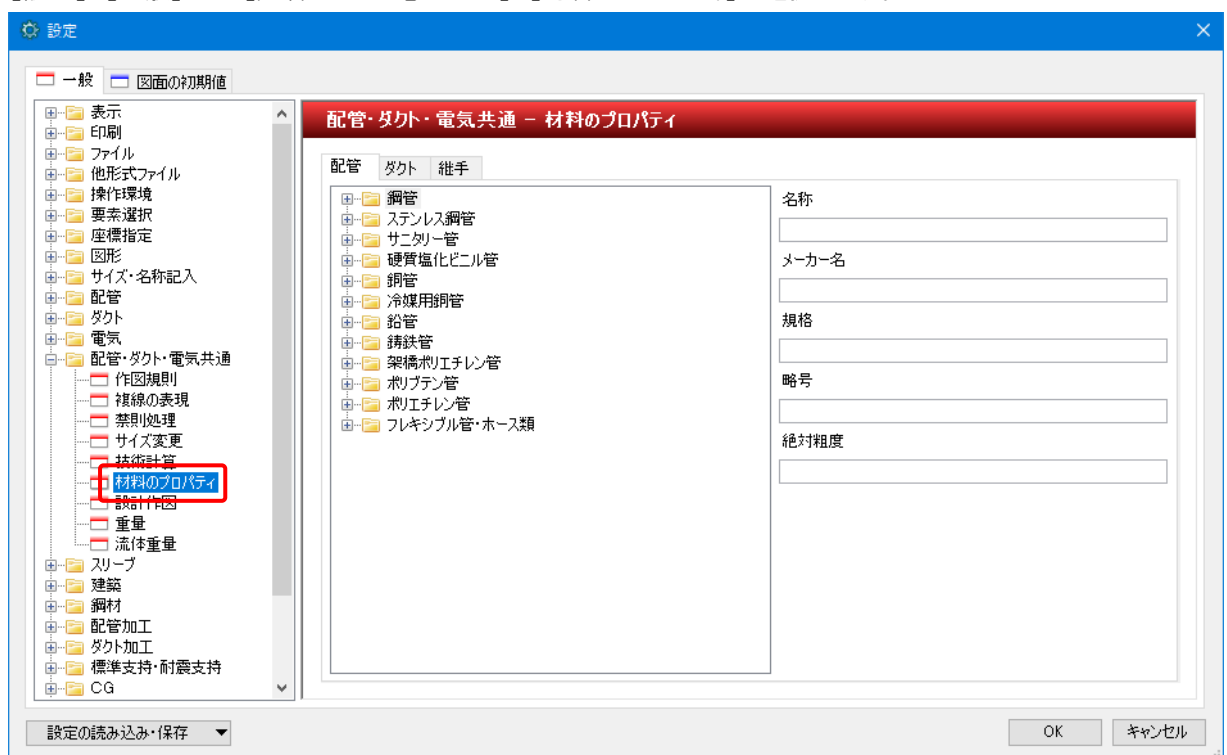 設定
一般
図面の初期値
表示
印刷
ファイル
他形式ファイル
操作環境
要素選択
座標指定
図形
サイズ・名称記入
配管
ダクト
電気
配管・ダクト・電気共通
作図規則
複線の表現
禁則処理
サイズ変更
技術計算
材料のプロパティ
設計作図
重量
流体重量
スリーブ
建築
鋼材
配管加工
ダクト加工
標準支持・耐震支持
CG
配管・ダクト・電気共通 － 材料のプロパティ
配管
ダクト
継手
鋼管
ステンレス鋼管
サニタリー管
硬質塩化ビニル管
銅管
冷媒用銅管
鉛管
鋳鉄管
架橋ポリエチレン管
ポリブテン管
ポリエチレン管
フレキシブル管・ホース類
名称
メーカー名
規格
略号
絶対粗度
設定の読み込み・保存
OK
キャンセル